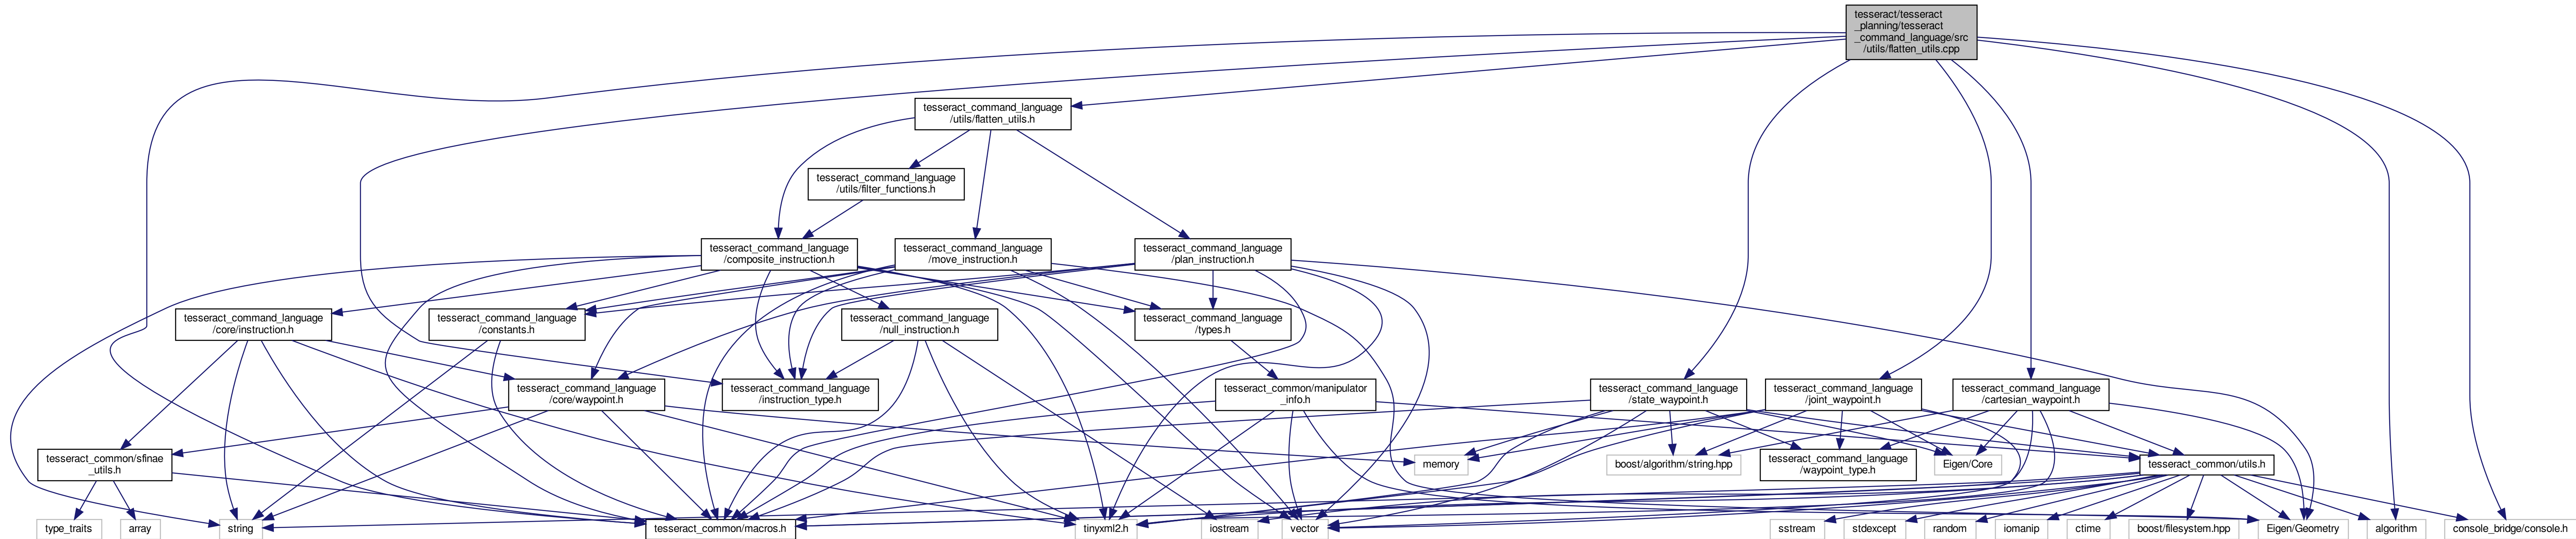 tesseract/tesseract
_planning/tesseract
_command_language/src
/utils/flatten_utils.cpp
tesseract_command_language
/utils/flatten_utils.h
tesseract_command_language
/utils/filter_functions.h
tesseract_command_language
/composite_instruction.h
tesseract_command_language
/move_instruction.h
tesseract_command_language
/plan_instruction.h
tesseract_command_language
/core/instruction.h
tesseract_command_language
/constants.h
tesseract_command_language
/null_instruction.h
tesseract_command_language
/types.h
tesseract_command_language
/core/waypoint.h
tesseract_command_language
/instruction_type.h
tesseract_common/manipulator
_info.h
tesseract_command_language
/state_waypoint.h
tesseract_command_language
/joint_waypoint.h
tesseract_command_language
/cartesian_waypoint.h
tesseract_common/sfinae
_utils.h
memory
boost/algorithm/string.hpp
tesseract_command_language
/waypoint_type.h
Eigen/Core
tesseract_common/utils.h
type_traits
array
string
tesseract_common/macros.h
tinyxml2.h
iostream
vector
sstream
stdexcept
random
iomanip
ctime
boost/filesystem.hpp
Eigen/Geometry
algorithm
console_bridge/console.h